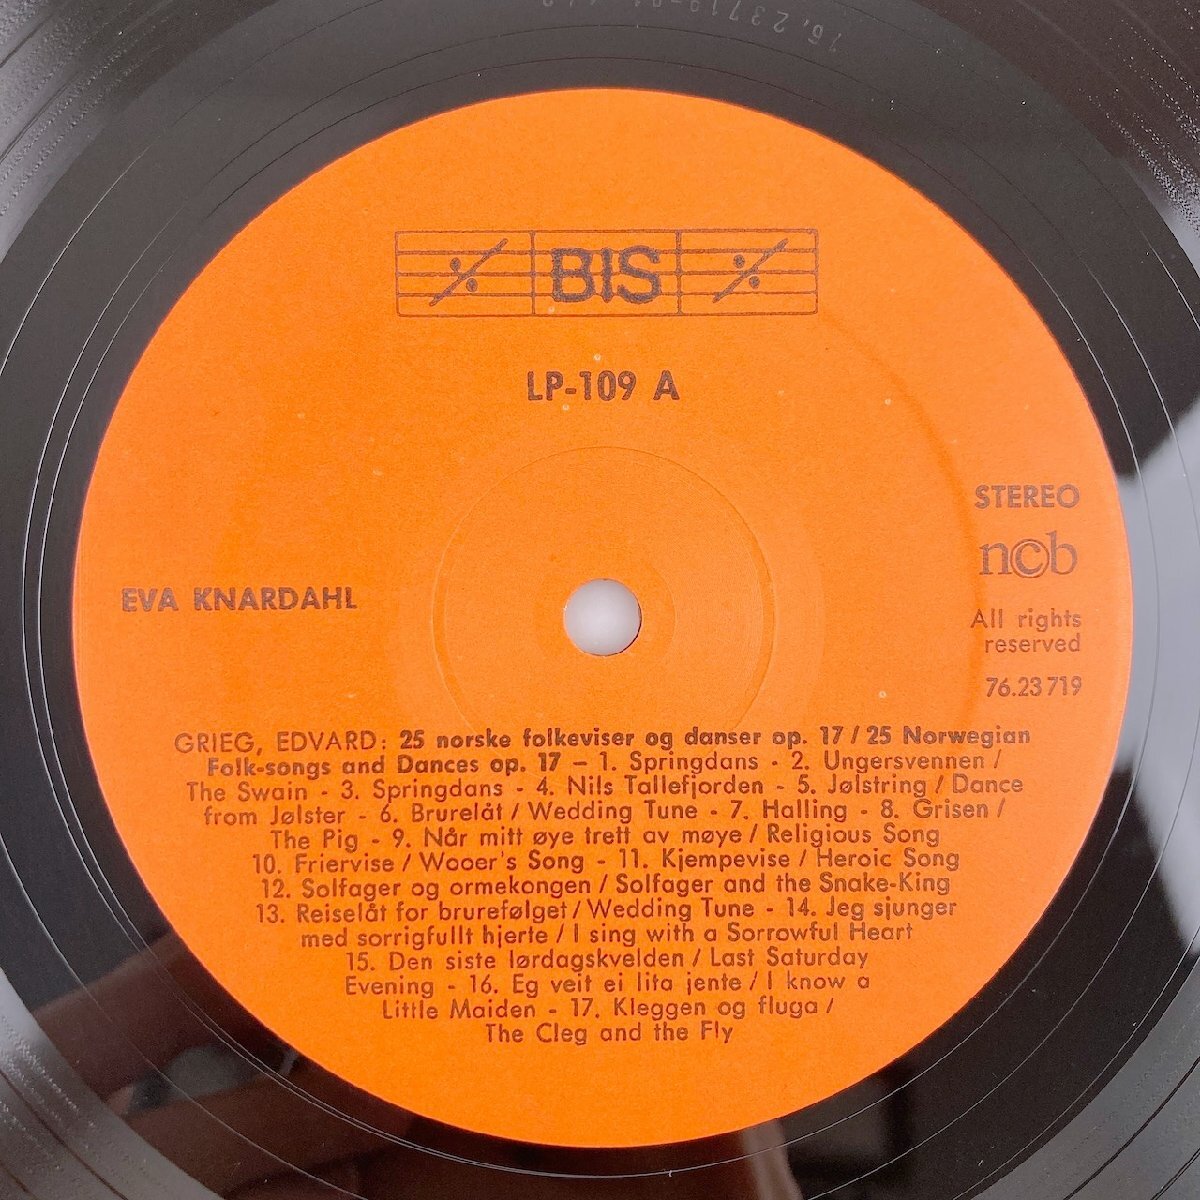 BIS
LP-109 A
STEREO
ncb
EVA KNARDAHL
All rights
reserved
76.23719
GRIEG, EDVARD: 25 norske folkeviser og danser op. 17 / 25 Norwegian
Folk-songs and Dances op. 17 – 1. Springdans - 2. Ungersvennen /
The Swain - 3. Springdans - 4. Nils Tallefjorden - 5. Jølstring / Dance
from Jølster - 6. Brurelåt / Wedding Tune - 7. Halling - 8. Grisen /
The Pig - 9. Når mitt øye trett av møye / Religious Song
10. Friervise / Wooer's Song - 11. Kjempevise / Heroic Song
12. Solfager og ormekongen / Solfager and the Snake-King
13. Reiselåt for brurefølget / Wedding Tune - 14. Jeg sjunger
med sorrigfullt hjerte / I sing with a Sorrowful Heart
15. Den siste lørdagskvelden / Last Saturday
Evening - 16. Eg veit ei lita jente / I know a
Little Maiden - 17. Kleggen og fluga /
The Cleg and the Fly